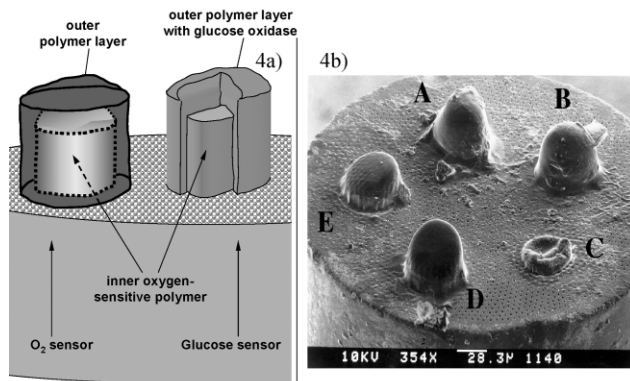 outer
polymer layer
outer polymer layer
with glucose oxidase
4a)
inner oxygen-
sensitive polymer
O₂ sensor
Glucose sensor
4b)
A
B
E
C
D
10KV 354X 28.3μ 1140